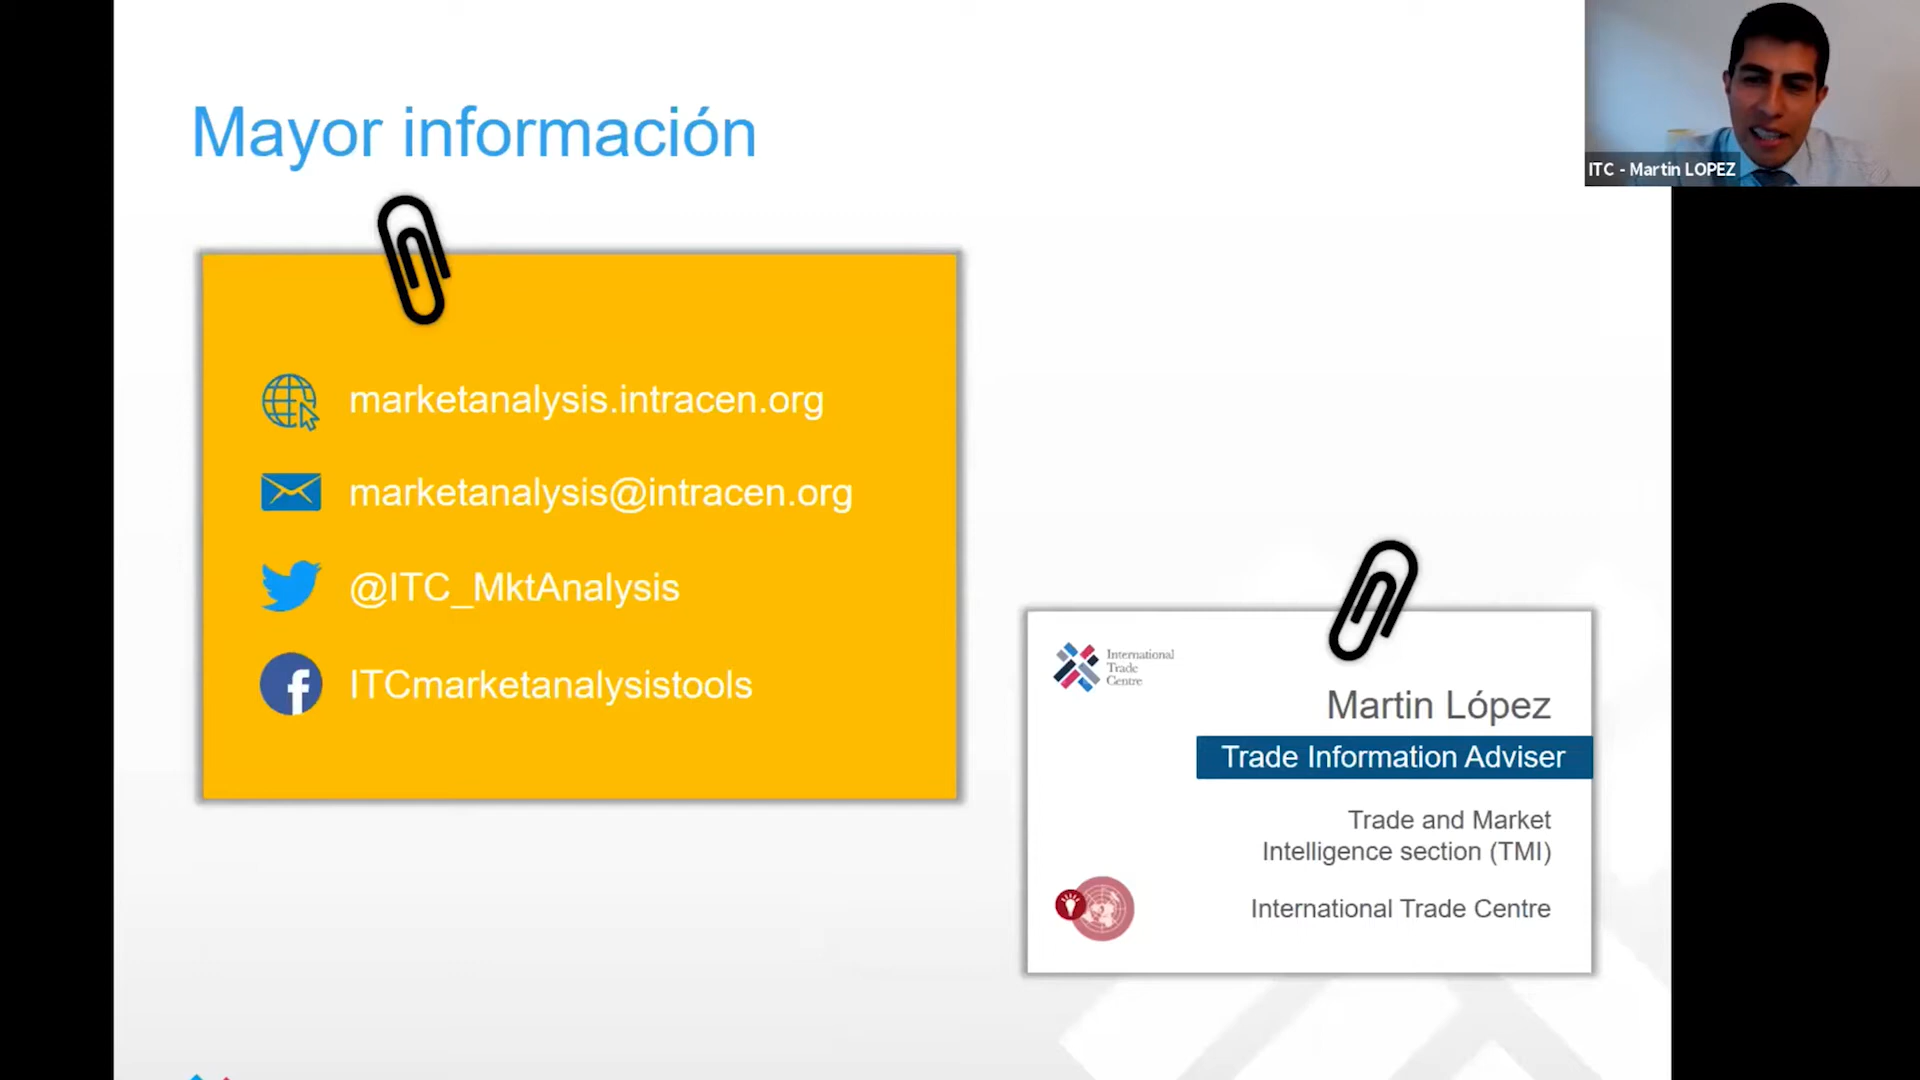 Mayor información
ITC - Martin LOPEZ
marketanalysis.intracen.org
marketanalysis@intracen.org
@ITC_MktAnalysis
ITCmarketanalysistools
International
Trade
Centre
Martin López
Trade Information Adviser
Trade and Market
Intelligence section (TMI)
International Trade Centre